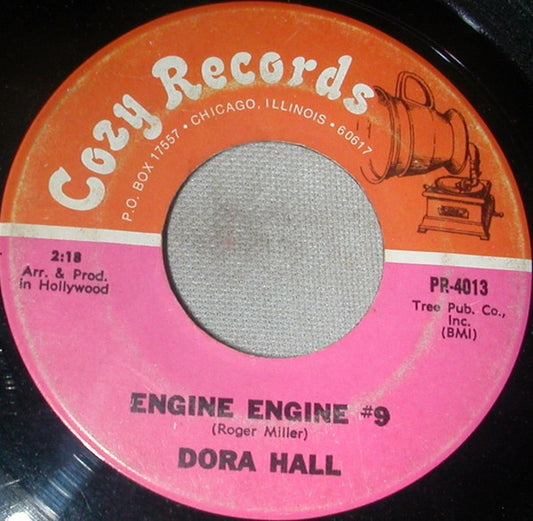 Cozy Records
P.O. BOX 17557 • CHICAGO, ILLINOIS • 60617
2:18
Arr. & Prod.
in Hollywood
PR-4013
Tree Pub. Co.,
Inc.
(BMI)
ENGINE ENGINE #9
(Roger Miller)
DORA HALL